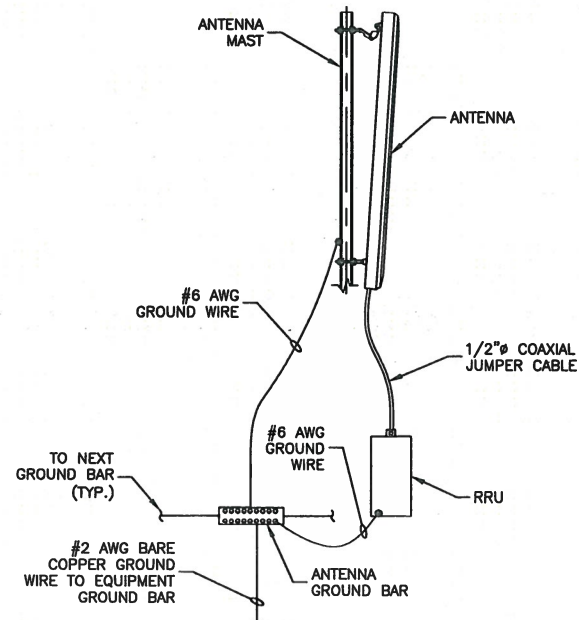 ANTENNA
MAST
ANTENNA
#6 AWG
GROUND WIRE
1/2"ø COAXIAL
JUMPER CABLE
#6 AWG
GROUND
WIRE
TO NEXT
GROUND BAR
(TYP.)
RRU
#2 AWG BARE
COPPER GROUND
WIRE TO EQUIPMENT
GROUND BAR
ANTENNA
GROUND BAR